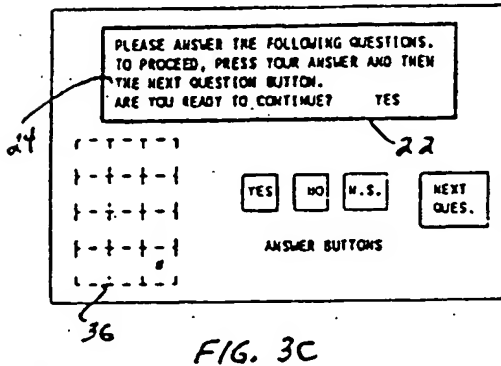 PLEASE ANSWER THE FOLLOWING QUESTIONS.
TO PROCEED, PRESS YOUR ANSWER AND THEN
THE NEXT QUESTION BUTTON.
ARE YOU READY TO CONTINUE? YES
24
22
YES NO N.S. NEXT
QUES.
ANSWER BUTTONS
36
FIG. 3C